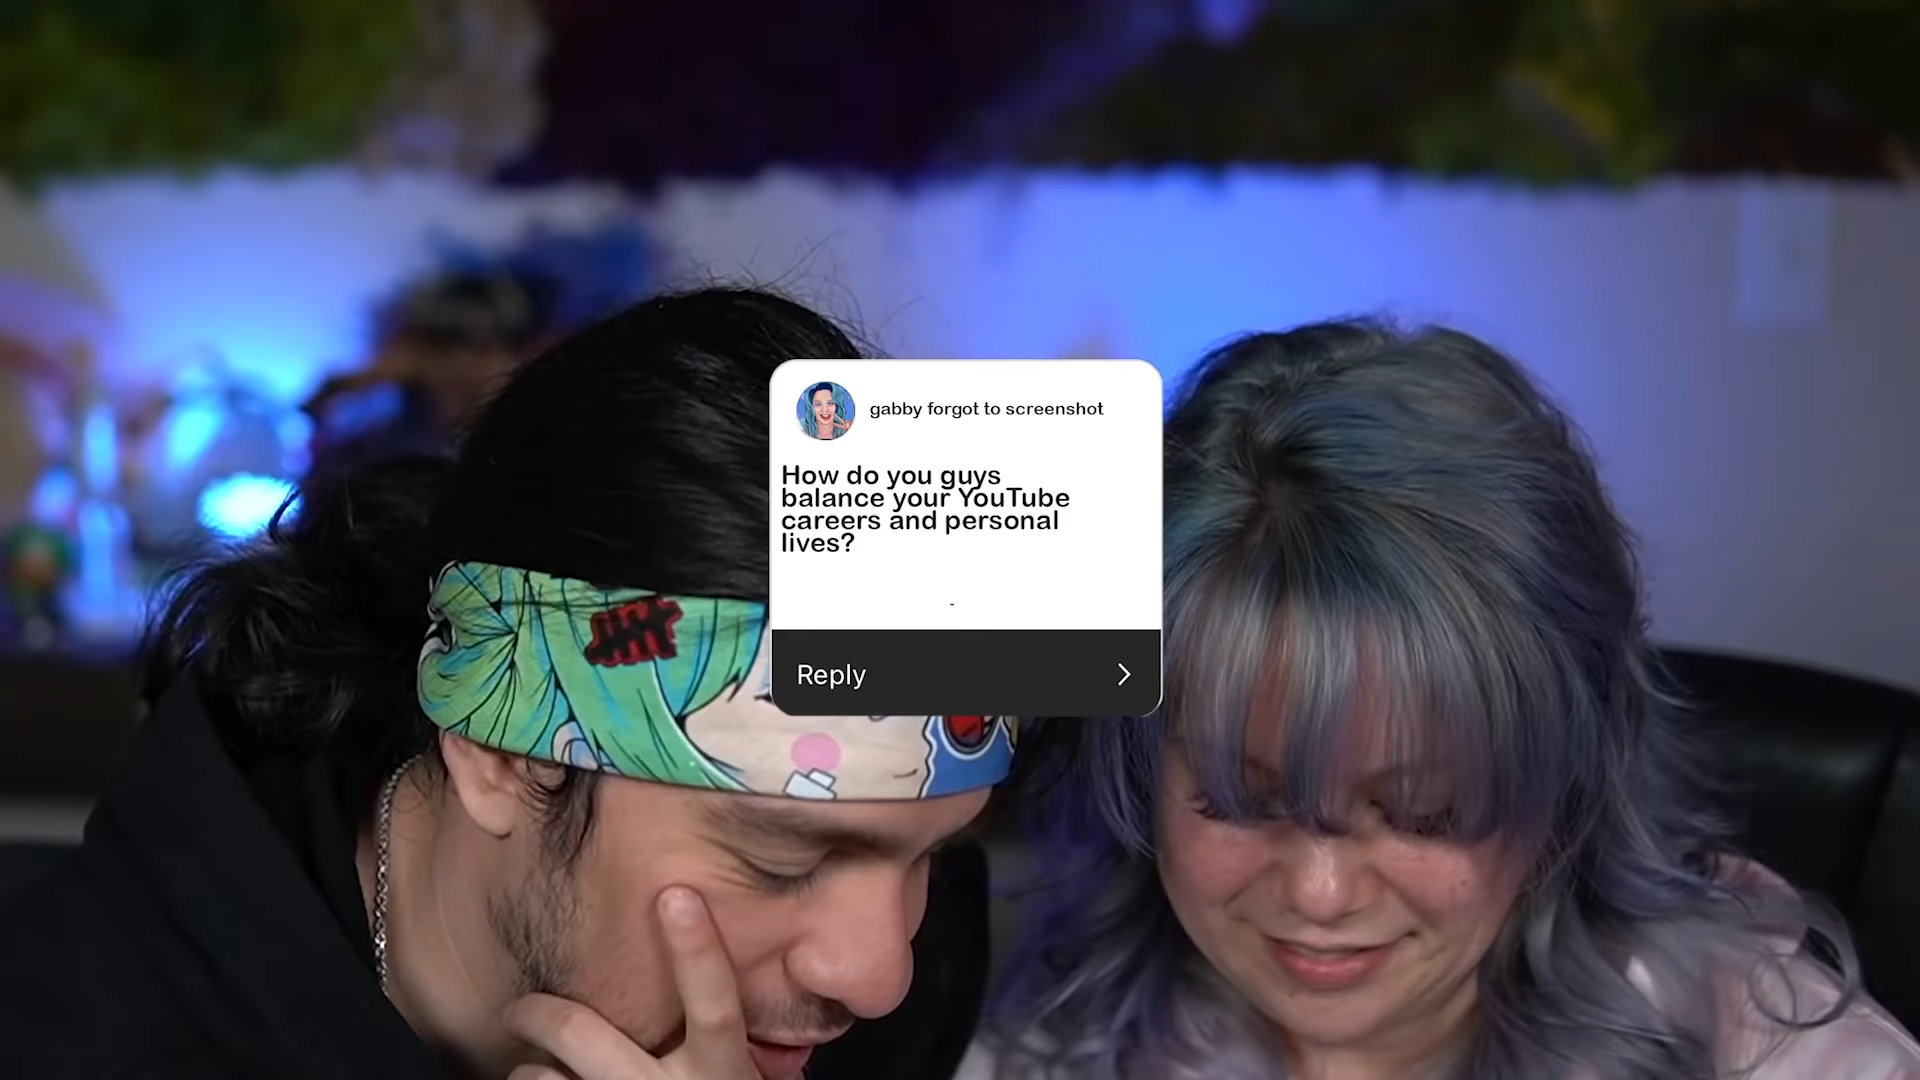 gabby forgot to screenshot
How do you guys
balance your YouTube
careers and personal
lives?
-
Reply